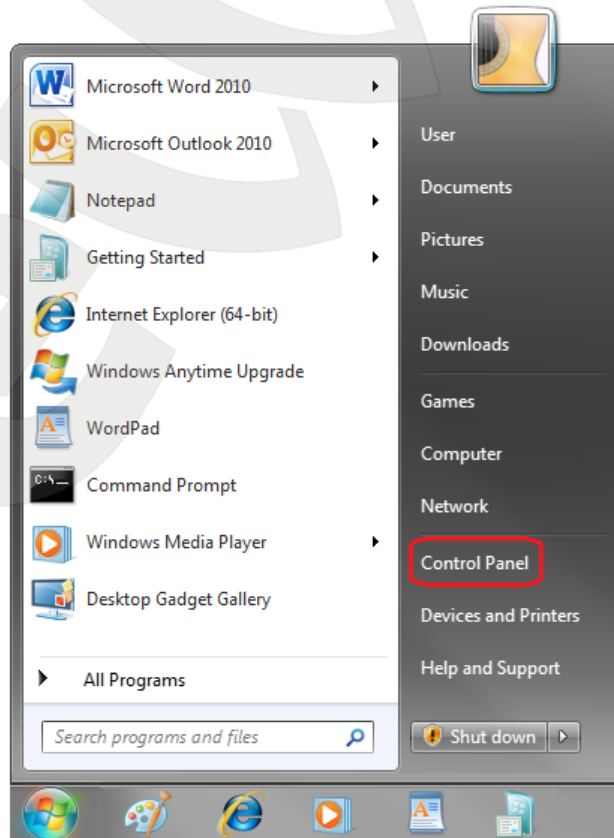 Microsoft Word 2010
Microsoft Outlook 2010
Notepad
Getting Started
Internet Explorer (64-bit)
Windows Anytime Upgrade
WordPad
C:\_
Command Prompt
Windows Media Player
Desktop Gadget Gallery
All Programs
Search programs and files
User
Documents
Pictures
Music
Downloads
Games
Computer
Network
Control Panel
Devices and Printers
Help and Support
Shut down